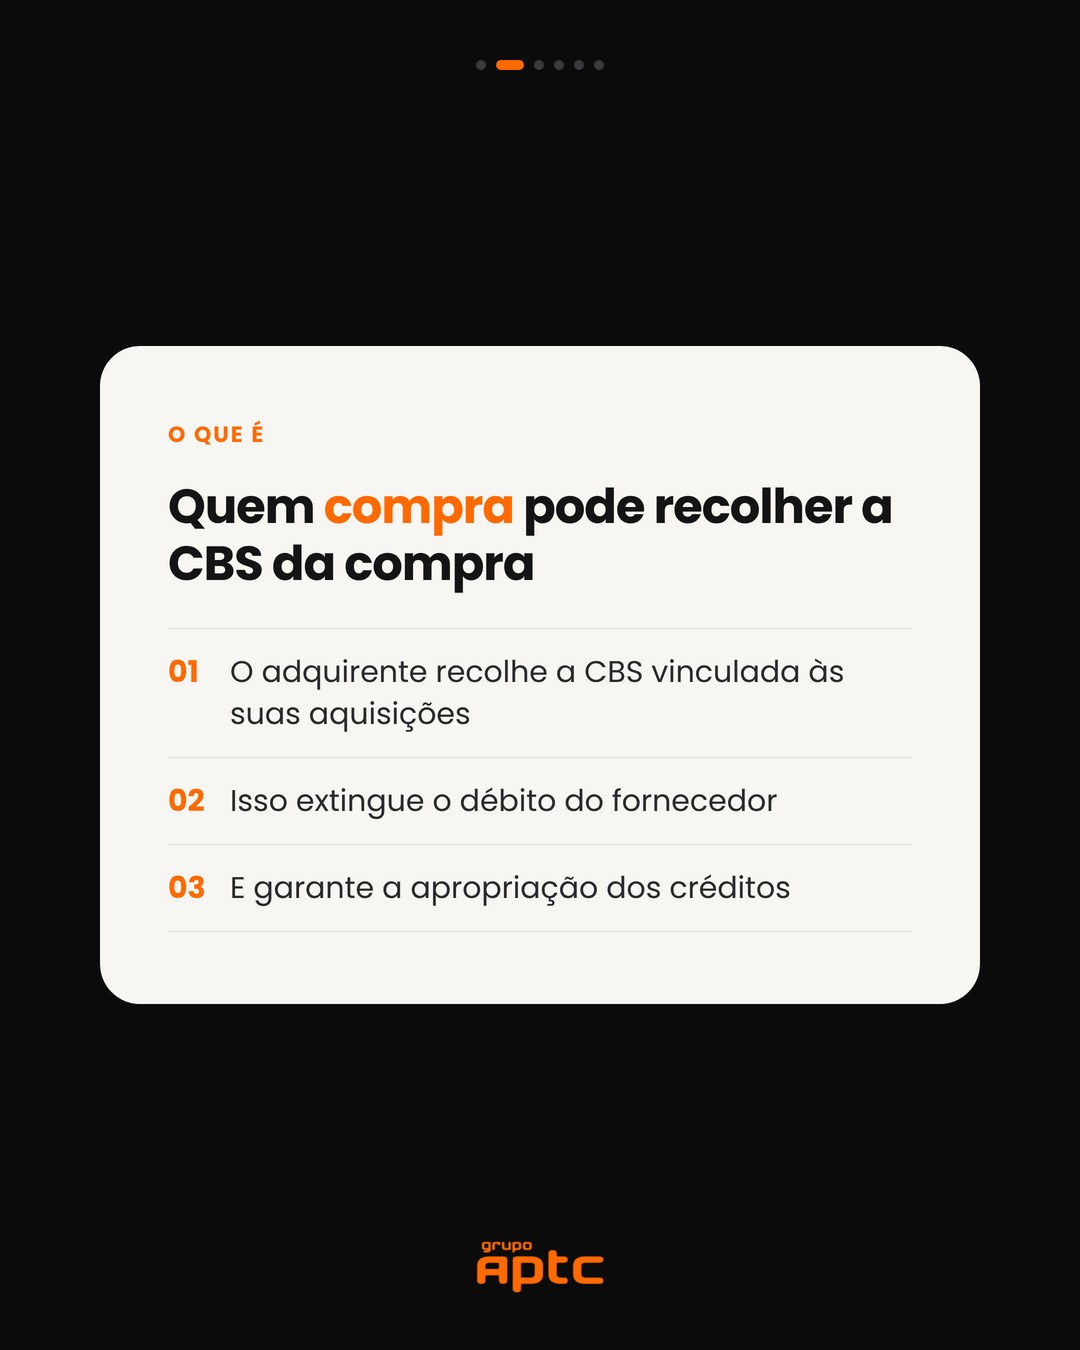 O QUE É
Quem compra pode recolher a
CBS da compra
01 O adquirente recolhe a CBS vinculada às
suas aquisições
02 Isso extingue o débito do fornecedor
03 E garante a apropriação dos créditos
grupo
Aptc